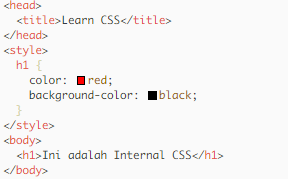 <head>
  <title>Learn CSS</title>
</head>
<style>
  h1 {
    color: red;
    background-color: black;
  }
</style>
<body>
  <h1>Ini adalah Internal CSS</h1>
</body>